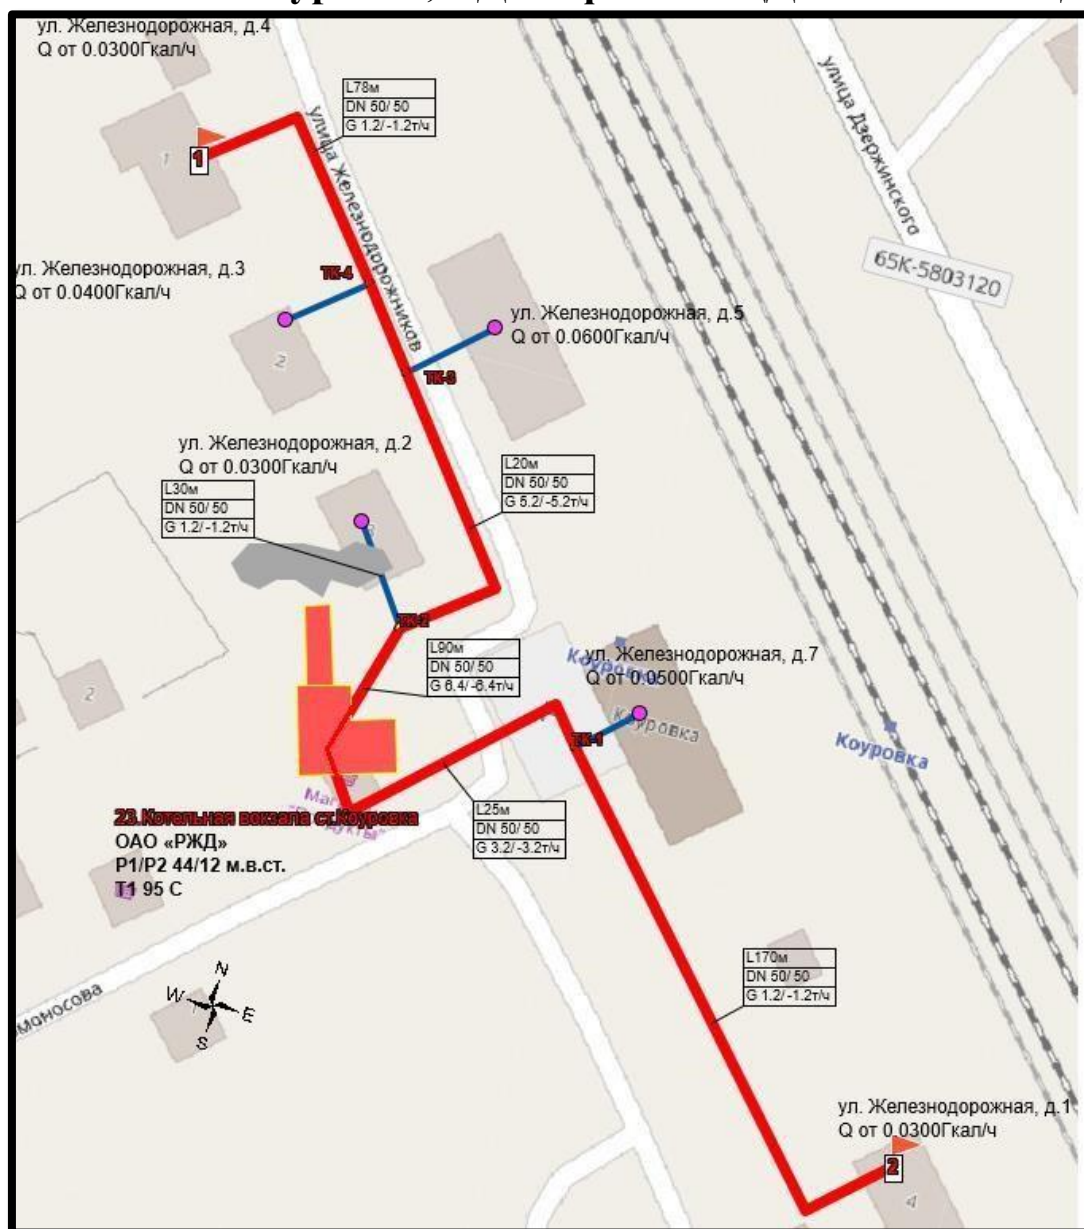 ул. Железнодорожная, д.4
Q от 0.0300Гкал/ч
L78м
DN 50/ 50
G 1.2/ -1.2т/ч
улица Железнодорожников
улица Дзержинского
1
1
65К-5803120
ул. Железнодорожная, д.3
Q от 0.0400Гкал/ч
ТК-4
2
ул. Железнодорожная, д.5
Q от 0.0600Гкал/ч
ТК-3
ул. Железнодорожная, д.2
Q от 0.0300Гкал/ч
L30м
DN 50/ 50
G 1.2/ -1.2т/ч
L20м
DN 50/ 50
G 5.2/ -5.2т/ч
ТК-2
L90м
DN 50/ 50
G 6.4/ -6.4т/ч
2
ул. Железнодорожная, д.7
Q от 0.0500Гкал/ч
Коуровка
Коуровка
Коуровка
ТК-1
23.Котельная вокзала ст.Коуровка
ОАО «РЖД»
P1/P2 44/12 м.в.ст.
T1 95 C
L25м
DN 50/ 50
G 3.2/ -3.2т/ч
L170м
DN 50/ 50
G 1.2/ -1.2т/ч
N
W
E
S
ул. Железнодорожная, д.1
Q от 0.0300Гкал/ч
2
4